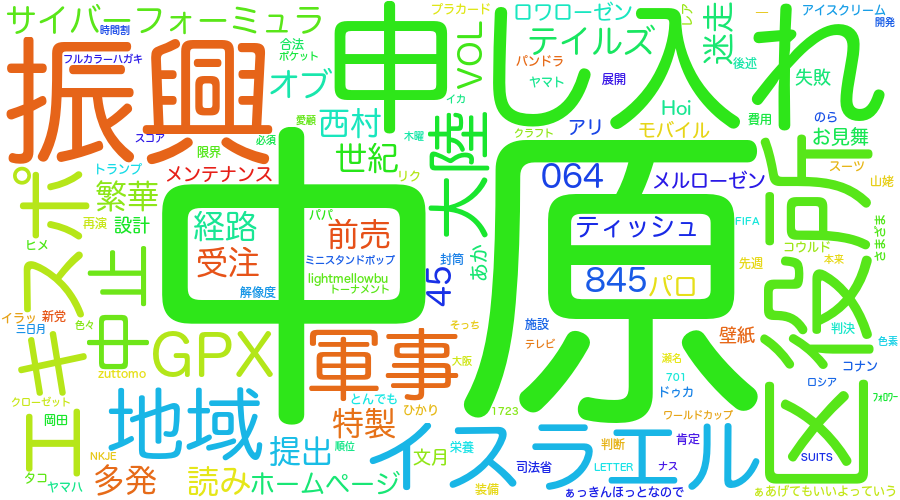 サイバーフォーミュラ
時間割
フルカラーハガキ
振興
スコア
合法
ポケット
オブ
西村
愛顧
必須
限界
世紀
申し入れ
ブラカード
VOL
イカ
木曜
リク
大陸
ロワローゼン
テイルズ
パンドラ
ヤマト
クラフト
展開
アリ
Hoi
モバイル
レア
迷走
後述
費用
アイスクリーム
開発
ー
失敗
のら
お見舞
スーツ
山姥
トランプ
メンテナンス
繁華
再演
設計
ヒメ
エキスポ
中止
中原
経路
パパ
前売
受注
ミニスタンドポップ
lightmellowbu
トーナメント
解像度
封筒
あか
45
064
メルローゼン
ティッシュ
845
パロ
FIFA
先週
区役所
コウルド
本来
さまざま
判決
色素
コナン
イラッ
新党
三日月
色々
GPX
zuttomo
クローゼット
岡田
軍事
そっち
大阪
施設
テレビ
壁紙
瀬名
701
ドゥカ
ワールドカップ
ロシア
ﾌｫﾛﾜｰ
地域
とんでも
ひかり
特製
1723
イスラエル
提出
順位
文月
栄養
NKJE
タコ
ヤマハ
多発
読み
ホームページ
装備
司法省
判断
肯定
LETTER
ナス
SUITS
ぁっきんほっとなので
ぁあげてもいいよっていう